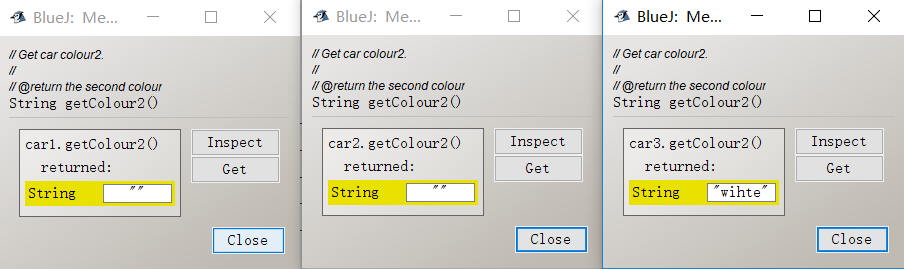 BlueJ: Me...
// Get car colour2.
//
// @return the second colour
String getColour2()
car1.getColour2()
returned:
String ""
Inspect
Get
Close
BlueJ: Me...
// Get car colour2.
//
// @return the second colour
String getColour2()
car2.getColour2()
returned:
String ""
Inspect
Get
Close
BlueJ: Me...
// Get car colour2.
//
// @return the second colour
String getColour2()
car3.getColour2()
returned:
String "wihte"
Inspect
Get
Close